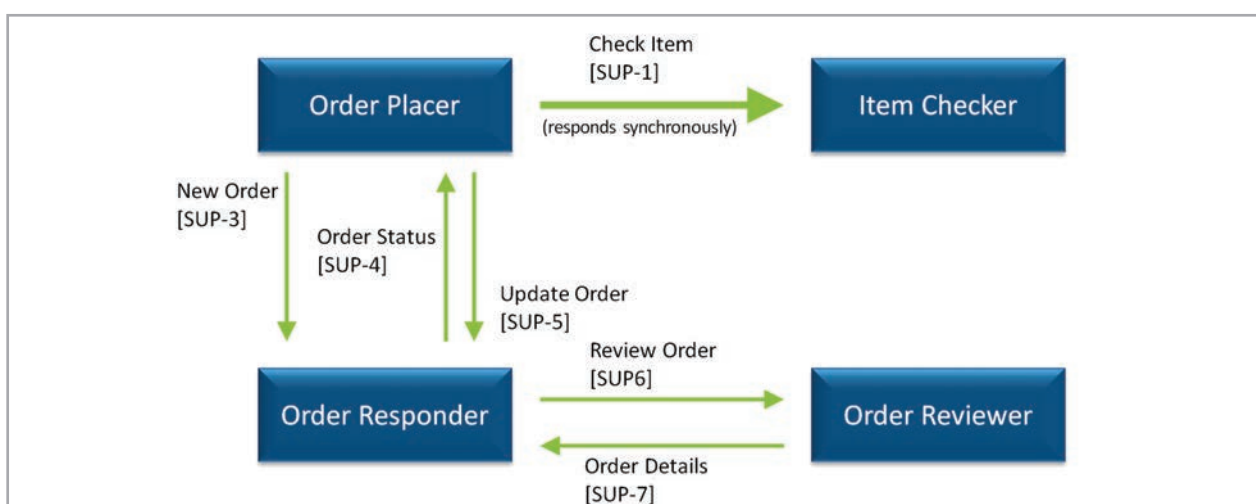 Check Item
[SUP-1]
Order Placer
Item Checker
(responds synchronously)
New Order
[SUP-3]
Order Status
[SUP-4]
Update Order
[SUP-5]
Review Order
[SUP6]
Order Responder
Order Reviewer
Order Details
[SUP-7]